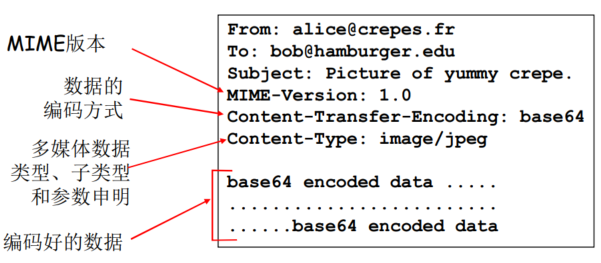 MIME版本
数据的
编码方式
多媒体数据
类型、子类型
和参数申明
编码好的数据
From: alice@crepes.fr
To: bob@hamburger.edu
Subject: Picture of yummy crepe.
MIME-Version: 1.0
Content-Transfer-Encoding: base64
Content-Type: image/jpeg
base64 encoded data .....
.........................
......base64 encoded data